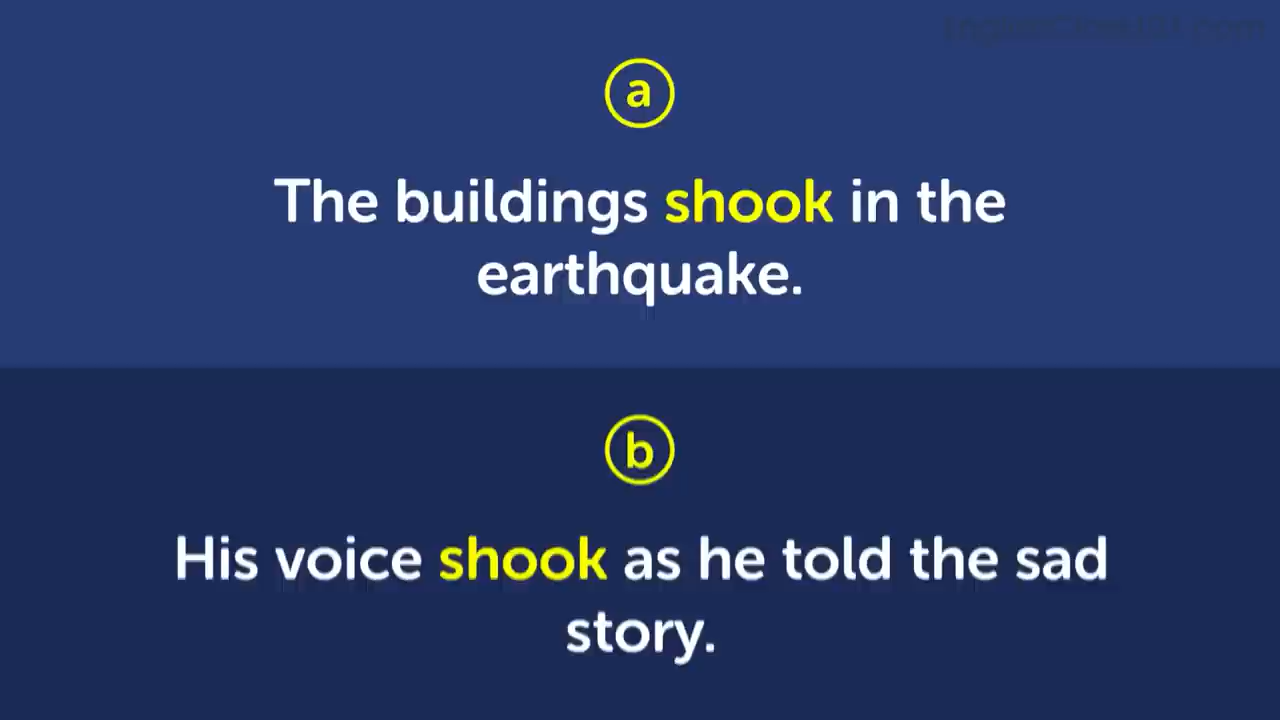 a
The buildings shook in the
earthquake.
b
His voice shook as he told the sad
story.